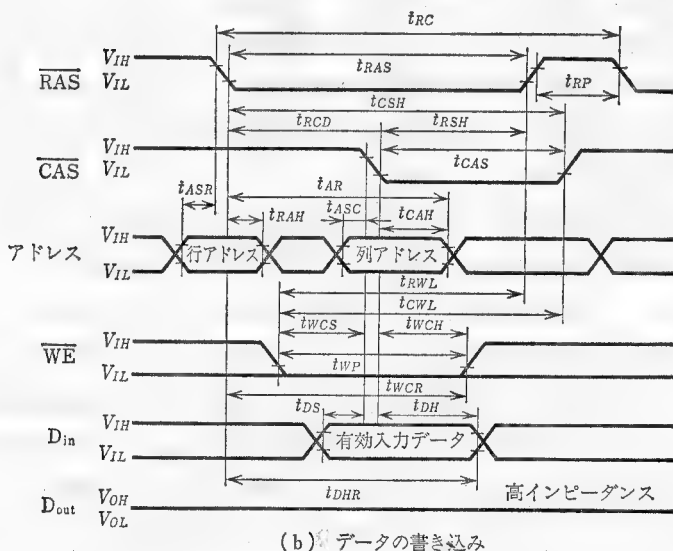 tRC
VIH
RAS
VIL
tRAS
tRP
tCSH
tRCD
tRSH
VIH
CAS
VIL
tCAS
tASR
tAR
tRAH
tASC
tCAH
アドレス
VIH
VIL
行アドレス
列アドレス
tRWL
tCWL
WE
VIH
VIL
tWCS
tWCH
tWP
tWCR
Din
VIH
VIL
tDS
tDH
有効入力データ
tDHR
高インピーダンス
Dout
VOH
VOL
(b) データの書き込み